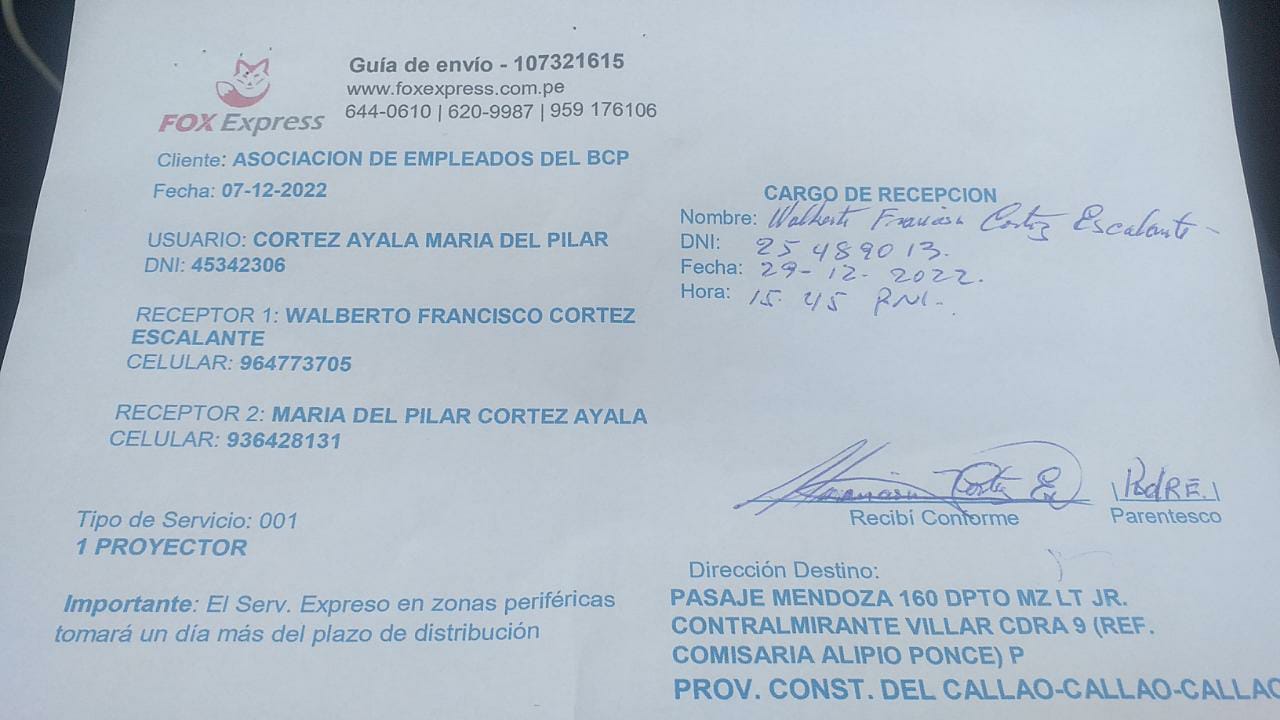 Guía de envío - 107321615
www.foxexpress.com.pe
644-0610 | 620-9987 | 959 176106
FOX Express
Cliente: ASOCIACION DE EMPLEADOS DEL BCP
Fecha: 07-12-2022
USUARIO: CORTEZ AYALA MARIA DEL PILAR
DNI: 45342306
RECEPTOR 1: WALBERTO FRANCISCO CORTEZ
ESCALANTE
CELULAR: 964773705
RECEPTOR 2: MARIA DEL PILAR CORTEZ AYALA
CELULAR: 936428131
Tipo de Servicio: 001
1 PROYECTOR
Importante: El Serv. Expreso en zonas periféricas
tomará un día más del plazo de distribución
CARGO DE RECEPCION
Nombre: Walberto Francisco Cortez Escalante-
DNI: 25489013.
Fecha: 29-12-2022.
Hora: 15 45
Francisco Cortez E
PadRE.
Recibí Conforme
Parentesco
Dirección Destino:
PASAJE MENDOZA 160 DPTO MZ LT JR.
CONTRALMIRANTE VILLAR CDRA 9 (REF.
COMISARIA ALIPIO PONCE) P
PROV. CONST. DEL CALLAO-CALLAO-CALLAO